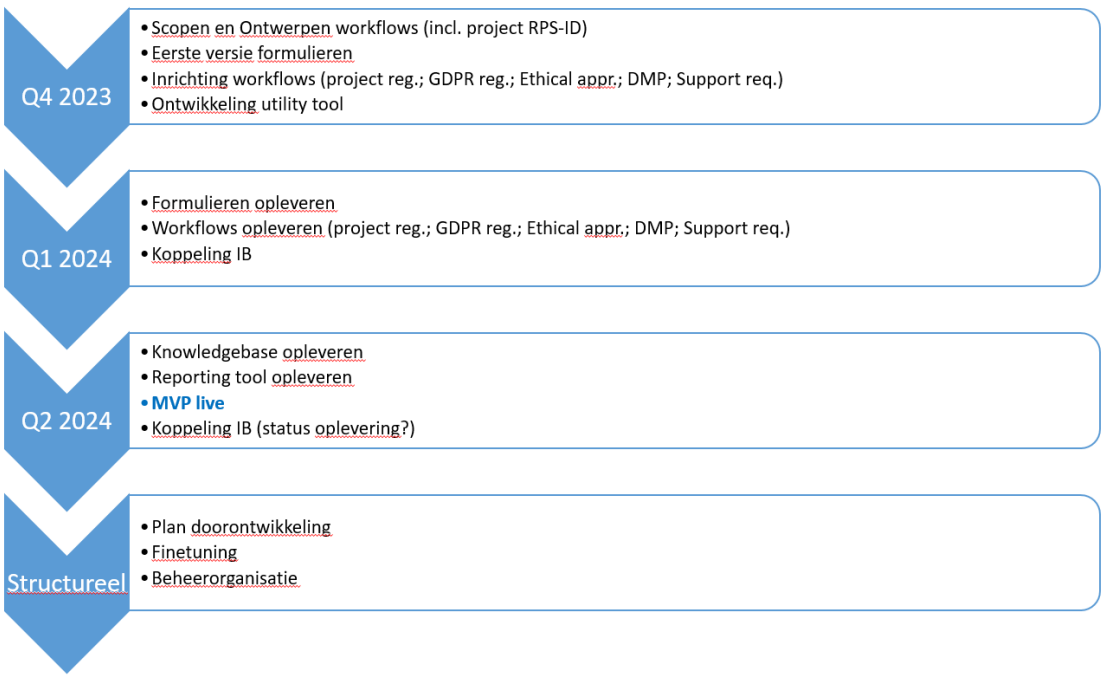 Q4 2023
• Scopen en Ontwerpen workflows (incl. project RPS-ID)
• Eerste versie formulieren
• Inrichting workflows (project reg.; GDPR reg.; Ethical appr.; DMP; Support req.)
• Ontwikkeling utility tool
Q1 2024
• Formulieren opleveren
• Workflows opleveren (project reg.; GDPR reg.; Ethical appr.; DMP; Support req.)
• Koppeling IB
Q2 2024
• Knowledgebase opleveren
• Reporting tool opleveren
• MVP live
• Koppeling IB (status oplevering?)
Structureel
• Plan doorontwikkeling
• Finetuning
• Beheerorganisatie